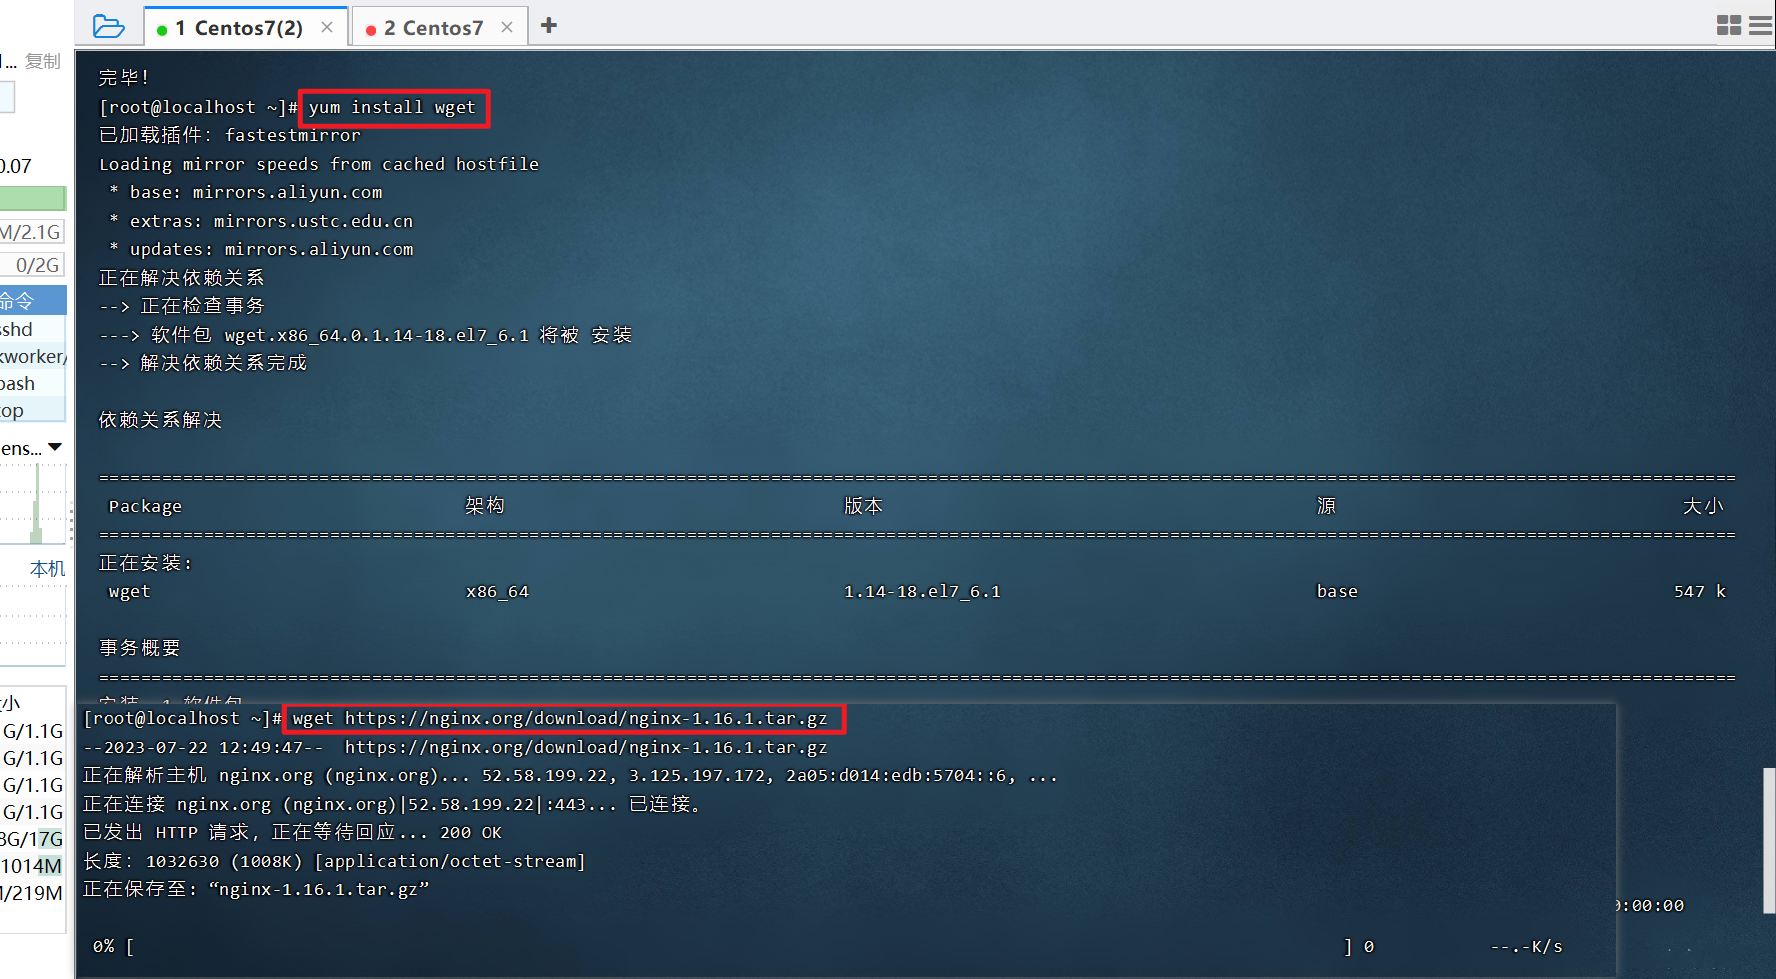 1 Centos7(2) × 2 Centos7 × +
... 复制
完毕！
[root@localhost ~]# yum install wget
已加载插件：fastestmirror
Loading mirror speeds from cached hostfile
* base: mirrors.aliyun.com
* extras: mirrors.ustc.edu.cn
* updates: mirrors.aliyun.com
正在解决依赖关系
--> 正在检查事务
---> 软件包 wget.x86_64.0.1.14-18.el7_6.1 将被 安装
--> 解决依赖关系完成
依赖关系解决
Package 架构 版本 源 大小
正在安装:
wget x86_64 1.14-18.el7_6.1 base 547 k
事务概要
安装 1 软件包
[root@localhost ~]# wget https://nginx.org/download/nginx-1.16.1.tar.gz
--2023-07-22 12:49:47-- https://nginx.org/download/nginx-1.16.1.tar.gz
正在解析主机 nginx.org (nginx.org)... 52.58.199.22, 3.125.197.172, 2a05:d014:edb:5704::6, ...
正在连接 nginx.org (nginx.org)|52.58.199.22|:443... 已连接。
已发出 HTTP 请求，正在等待回应... 200 OK
长度：1032630 (1008K) [application/octet-stream]
正在保存至: “nginx-1.16.1.tar.gz”
0:00:00
0% [ ] 0 --.-K/s
0.07
M/2.1G
0/2G
命令
sshd
kworker/
bash
top
ens...
本机
小
G/1.1G
G/1.1G
G/1.1G
G/1.1G
8G/17G
1014M
/219M